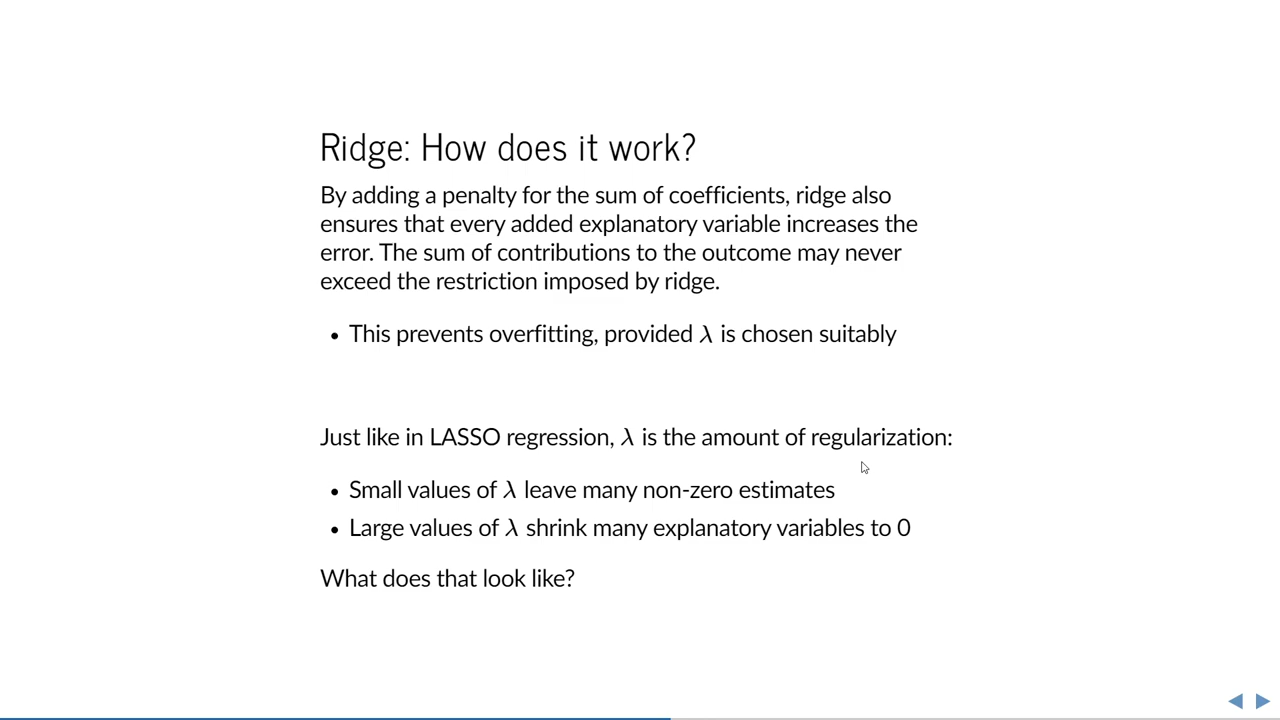 Ridge: How does it work?
By adding a penalty for the sum of coefficients, ridge also
ensures that every added explanatory variable increases the
error. The sum of contributions to the outcome may never
exceed the restriction imposed by ridge.
• This prevents overfitting, provided λ is chosen suitably
Just like in LASSO regression, λ is the amount of regularization:
• Small values of λ leave many non-zero estimates
• Large values of λ shrink many explanatory variables to 0
What does that look like?